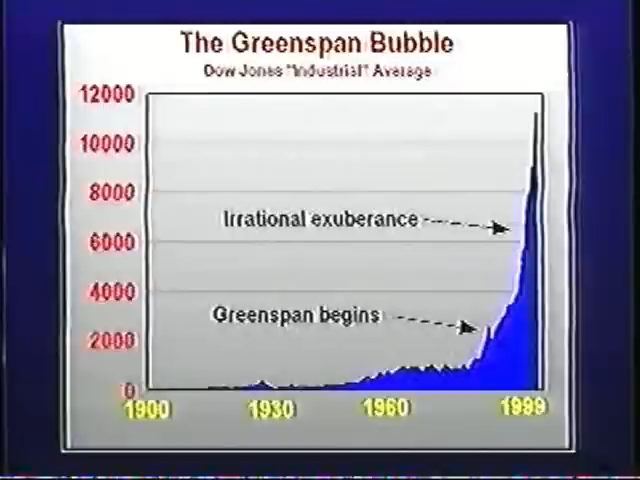 The Greenspan Bubble
Dow Jones "Industrial" Average
12000
10000
8000
Irrational exuberance
6000
4000
Greenspan begins
2000
0
1900 1930 1960 1999